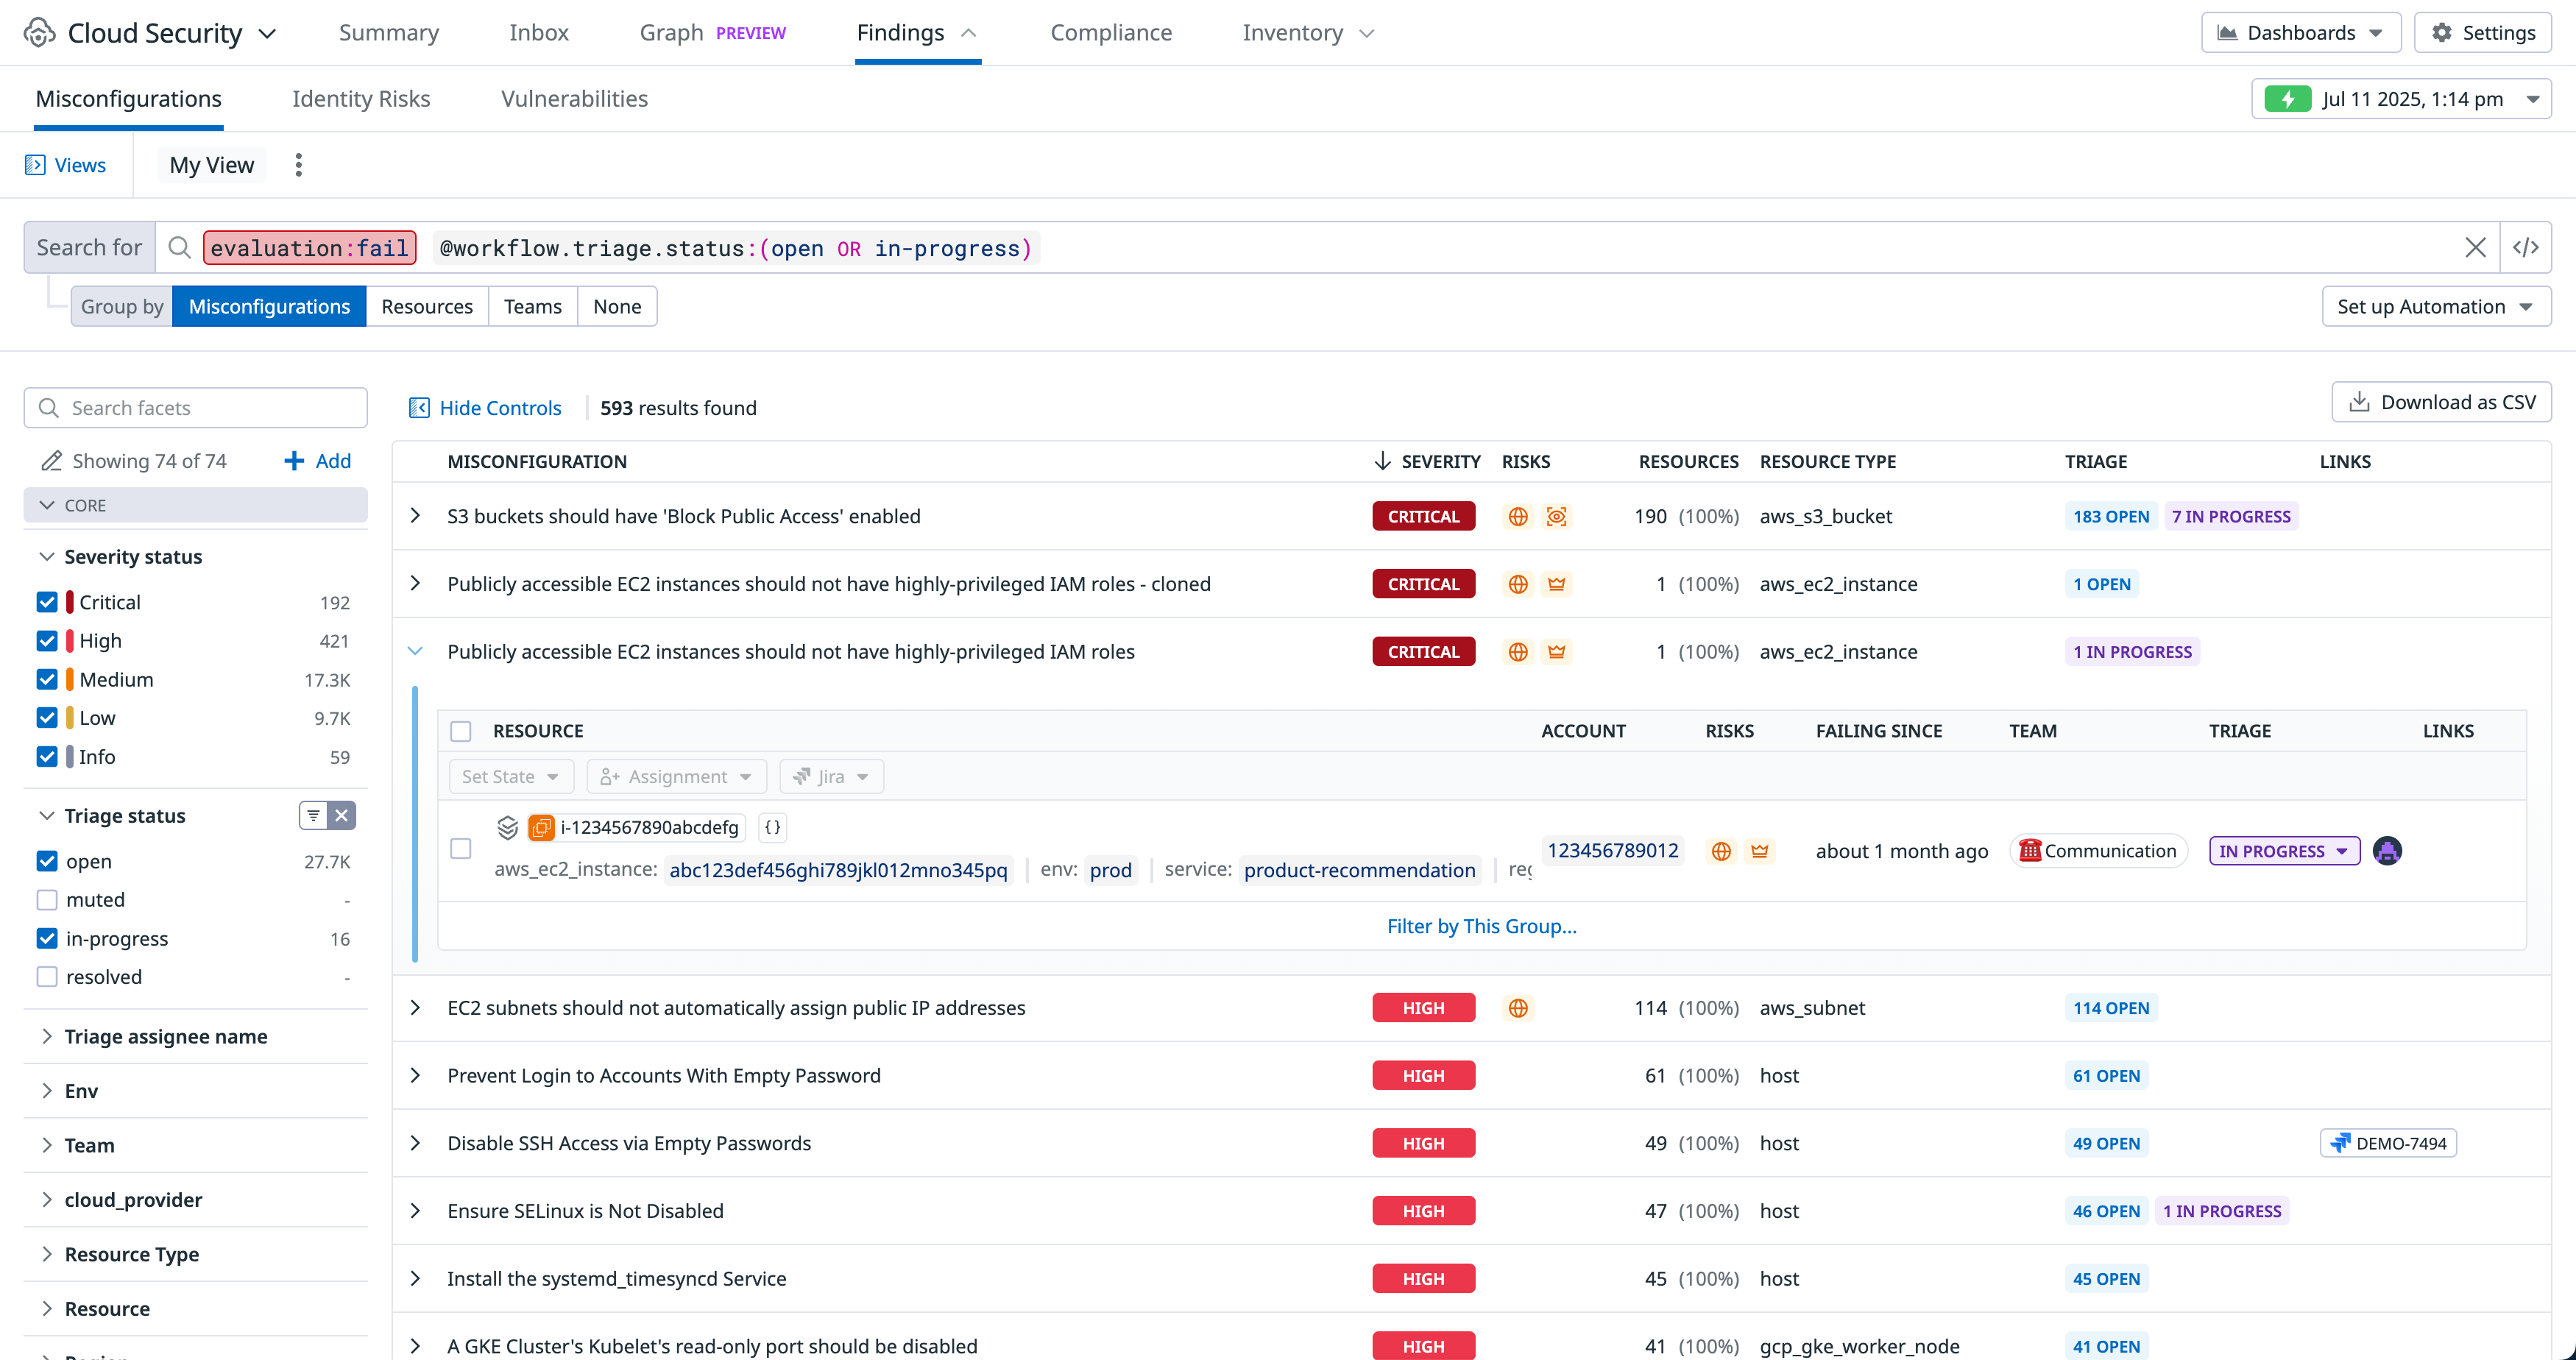 Cloud Security Summary Inbox Graph PREVIEW Findings Compliance Inventory Dashboards Settings
Misconfigurations Identity Risks Vulnerabilities Jul 11 2025, 1:14 pm
Views My View
Search for evaluation:fail @workflow.triage.status:(open OR in-progress) </>
Group by Misconfigurations Resources Teams None Set up Automation
Search facets
Hide Controls 593 results found Download as CSV
Showing 74 of 74 Add
CORE
Severity status
Critical 192
High 421
Medium 17.3K
Low 9.7K
Info 59
Triage status
open 27.7K
muted -
in-progress 16
resolved -
Triage assignee name
Env
Team
cloud_provider
Resource Type
Resource
MISCONFIGURATION SEVERITY RISKS RESOURCES RESOURCE TYPE TRIAGE LINKS
S3 buckets should have 'Block Public Access' enabled CRITICAL 190 (100%) aws_s3_bucket 183 OPEN 7 IN PROGRESS
Publicly accessible EC2 instances should not have highly-privileged IAM roles - cloned CRITICAL 1 (100%) aws_ec2_instance 1 OPEN
Publicly accessible EC2 instances should not have highly-privileged IAM roles CRITICAL 1 (100%) aws_ec2_instance 1 IN PROGRESS
RESOURCE ACCOUNT RISKS FAILING SINCE TEAM TRIAGE LINKS
Set State Assignment Jira
i-1234567890abcdefg {}
aws_ec2_instance: abc123def456ghi789jkl012mno345pq env: prod service: product-recommendation 123456789012 about 1 month ago Communication IN PROGRESS
Filter by This Group...
EC2 subnets should not automatically assign public IP addresses HIGH 114 (100%) aws_subnet 114 OPEN
Prevent Login to Accounts With Empty Password HIGH 61 (100%) host 61 OPEN
Disable SSH Access via Empty Passwords HIGH 49 (100%) host 49 OPEN DEMO-7494
Ensure SELinux is Not Disabled HIGH 47 (100%) host 46 OPEN 1 IN PROGRESS
Install the systemd_timesyncd Service HIGH 45 (100%) host 45 OPEN
A GKE Cluster's Kubelet's read-only port should be disabled HIGH 41 (100%) gcp_gke_worker_node 41 OPEN